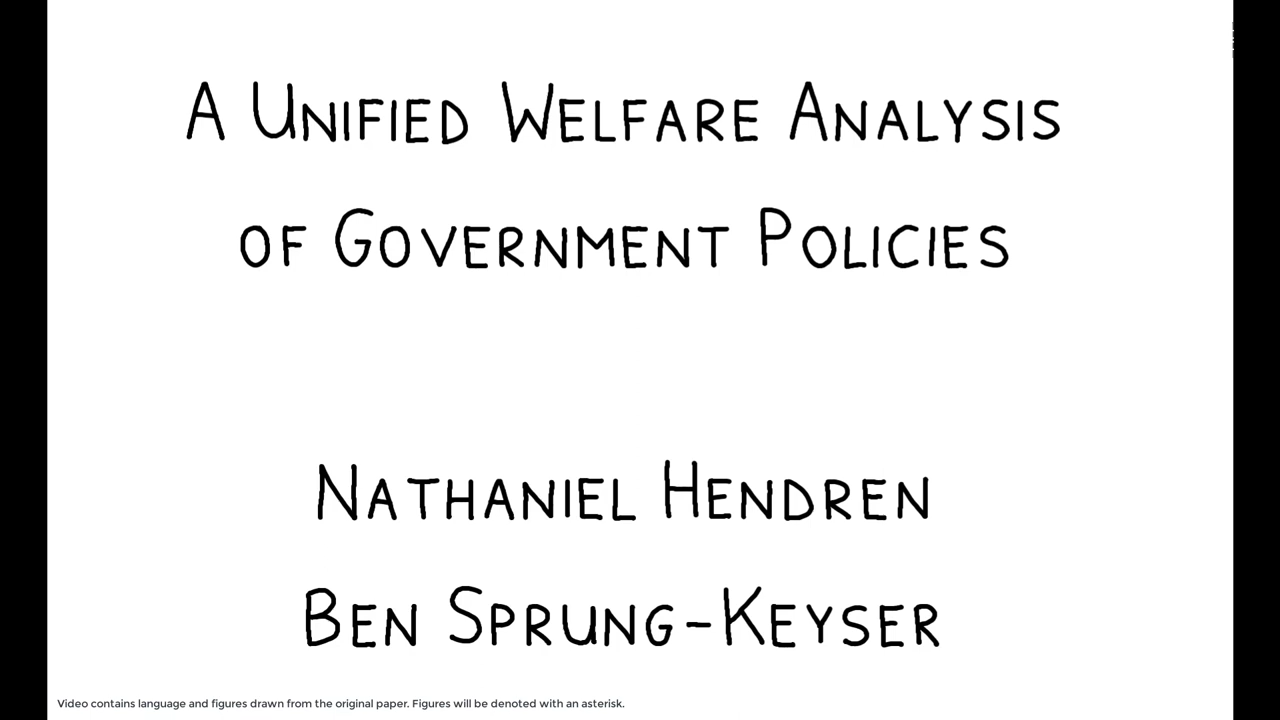 A Unified Welfare Analysis
of Government Policies
Nathaniel Hendren
Ben Sprung-Keyser
Video contains language and figures drawn from the original paper. Figures will be denoted with an asterisk.